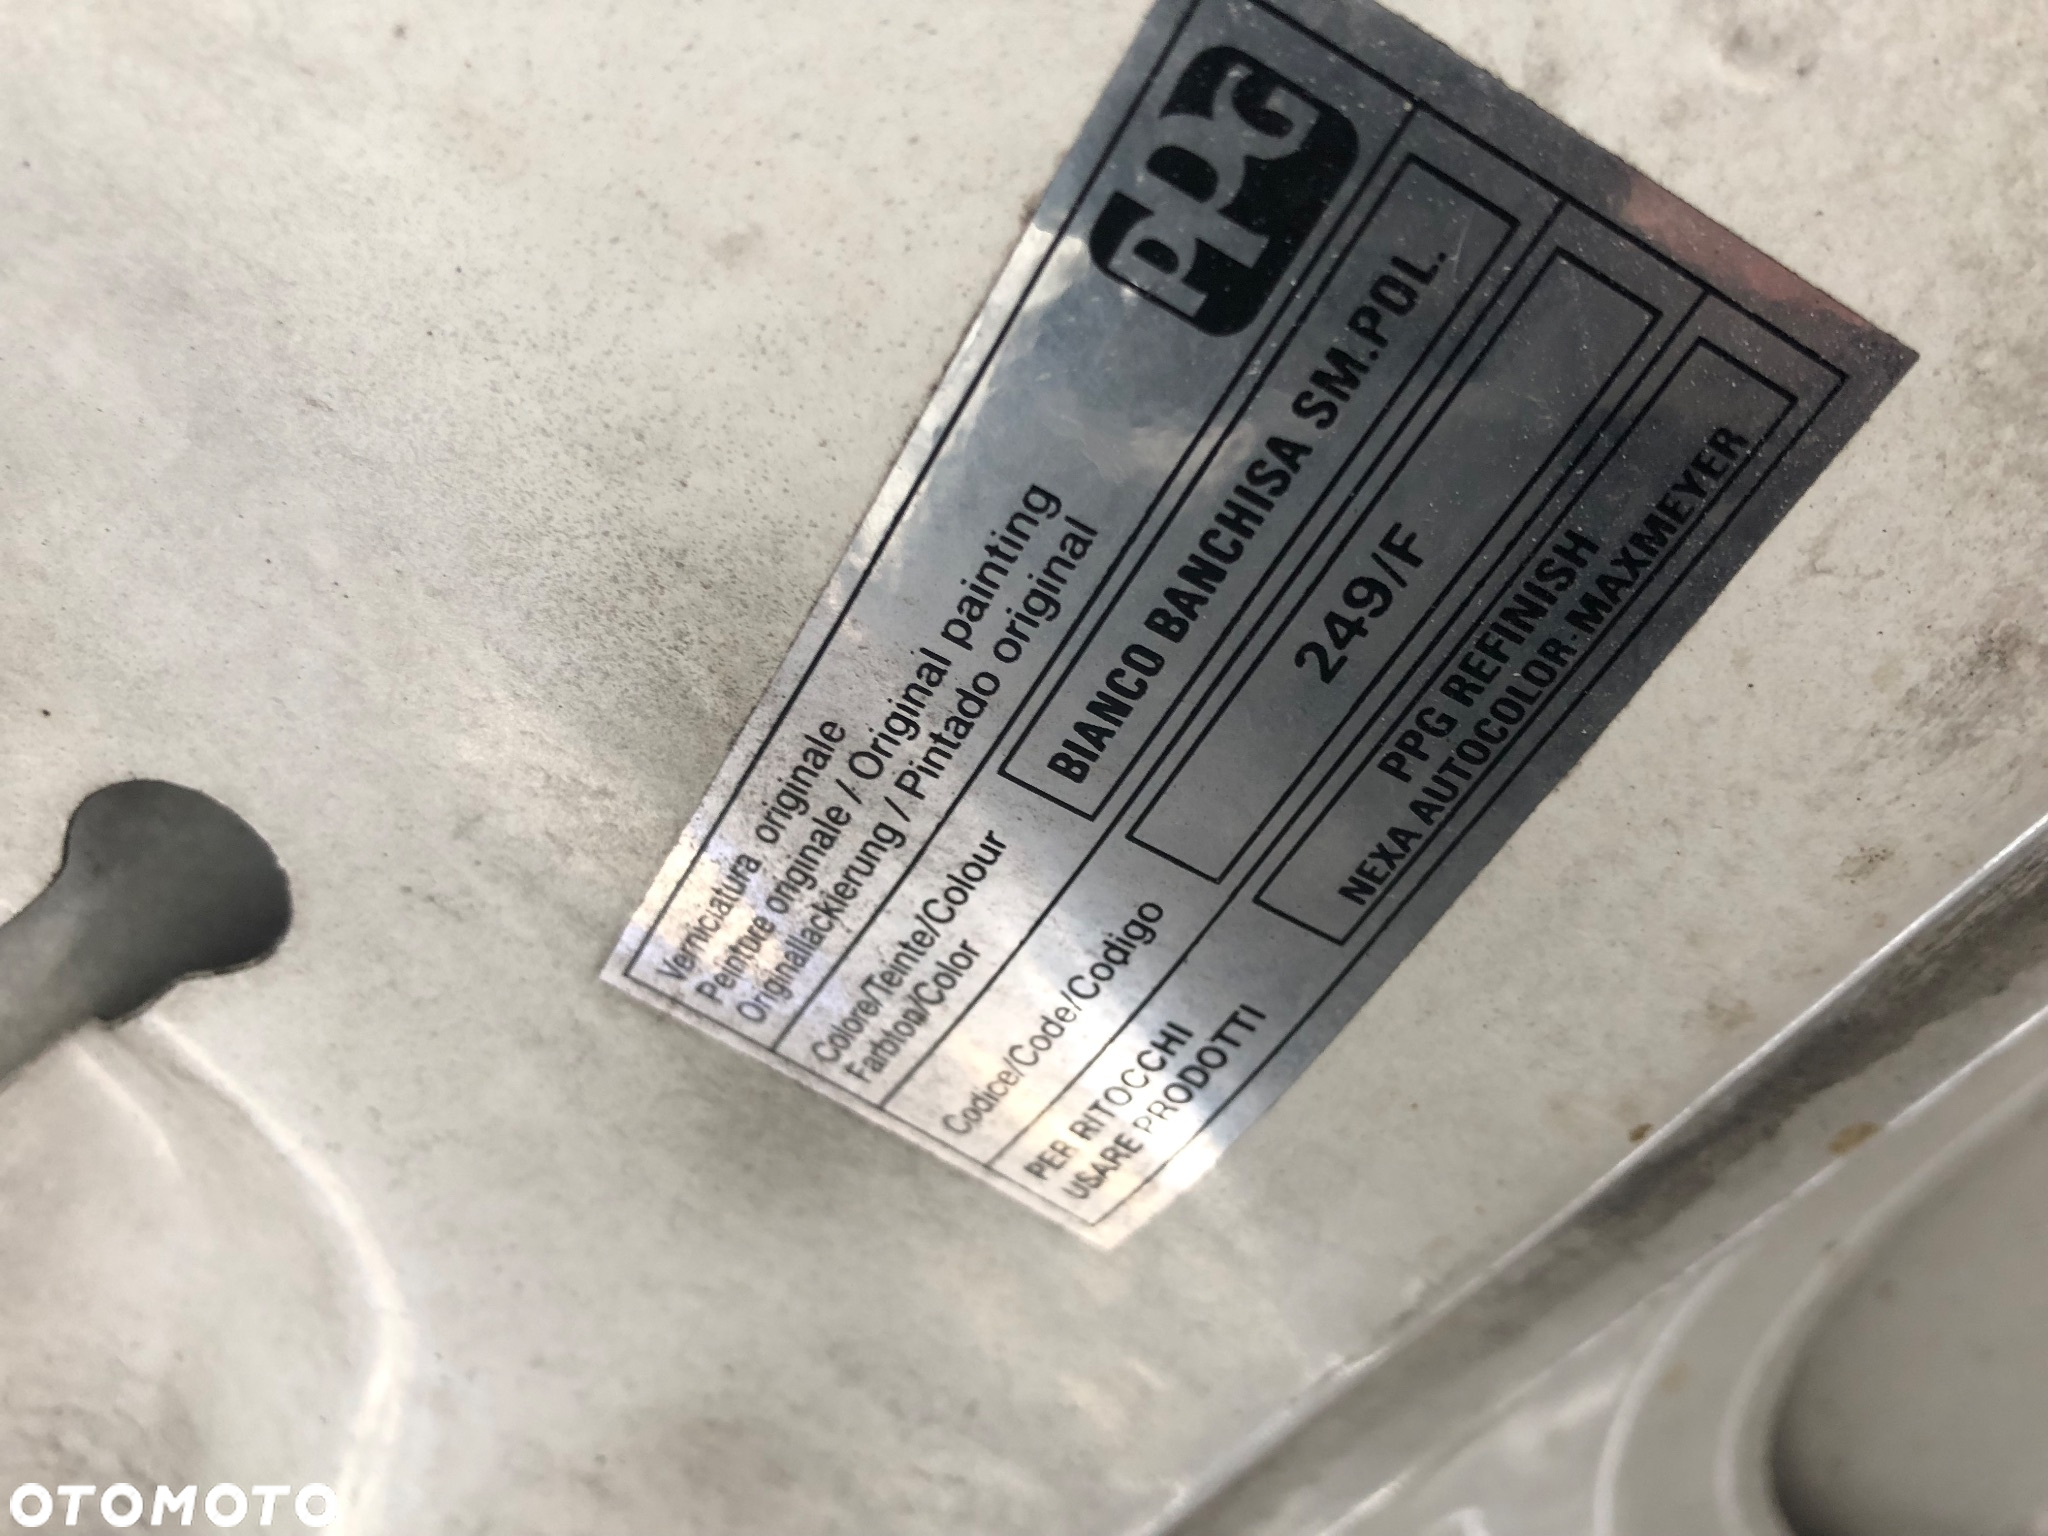 PPG
Verniciatura originale
Peinture originale / Original painting
Originallackierung / Pintado original
Colore/Teinte/Colour
Farbton/Color
BIANCO BANCHISA SM.POL.
Codice/Code/Codigo
249/F
PER RITOCCHI
USARE PRODOTTI
PPG REFINISH
NEXA AUTOCOLOR-MAXMEYER
OTOMOTO